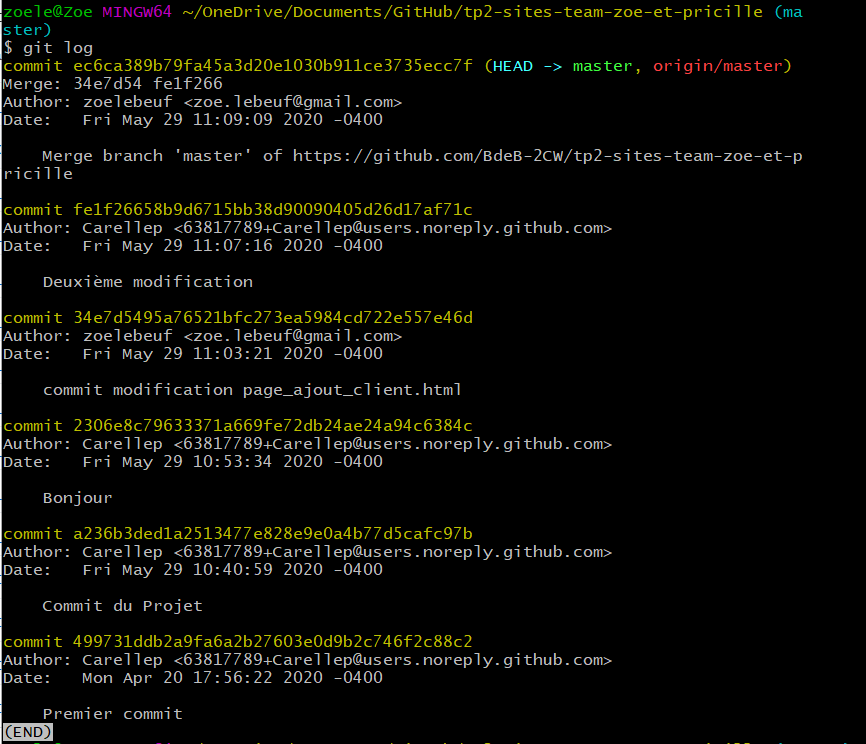 zoele@Zoe MINGW64 ~/OneDrive/Documents/GitHub/tp2-sites-team-zoe-et-pricille (ma
ster)
$ git log
commit ec6ca389b79fa45a3d20e1030b911ce3735ecc7f (HEAD -> master, origin/master)
Merge: 34e7d54 fe1f266
Author: zoelebeuf <zoe.lebeuf@gmail.com>
Date:   Fri May 29 11:09:09 2020 -0400
    Merge branch 'master' of https://github.com/BdeB-2CW/tp2-sites-team-zoe-et-p
ricille
commit fe1f26658b9d6715bb38d90090405d26d17af71c
Author: Carellep <63817789+Carellep@users.noreply.github.com>
Date:   Fri May 29 11:07:16 2020 -0400
    Deuxième modification
commit 34e7d5495a76521bfc273ea5984cd722e557e46d
Author: zoelebeuf <zoe.lebeuf@gmail.com>
Date:   Fri May 29 11:03:21 2020 -0400
    commit modification page_ajout_client.html
commit 2306e8c79633371a669fe72db24ae24a94c6384c
Author: Carellep <63817789+Carellep@users.noreply.github.com>
Date:   Fri May 29 10:53:34 2020 -0400
    Bonjour
commit a236b3ded1a2513477e828e9e0a4b77d5cafc97b
Author: Carellep <63817789+Carellep@users.noreply.github.com>
Date:   Fri May 29 10:40:59 2020 -0400
    Commit du Projet
commit 499731ddb2a9fa6a2b27603e0d9b2c746f2c88c2
Author: Carellep <63817789+Carellep@users.noreply.github.com>
Date:   Mon Apr 20 17:56:22 2020 -0400
    Premier commit
(END)